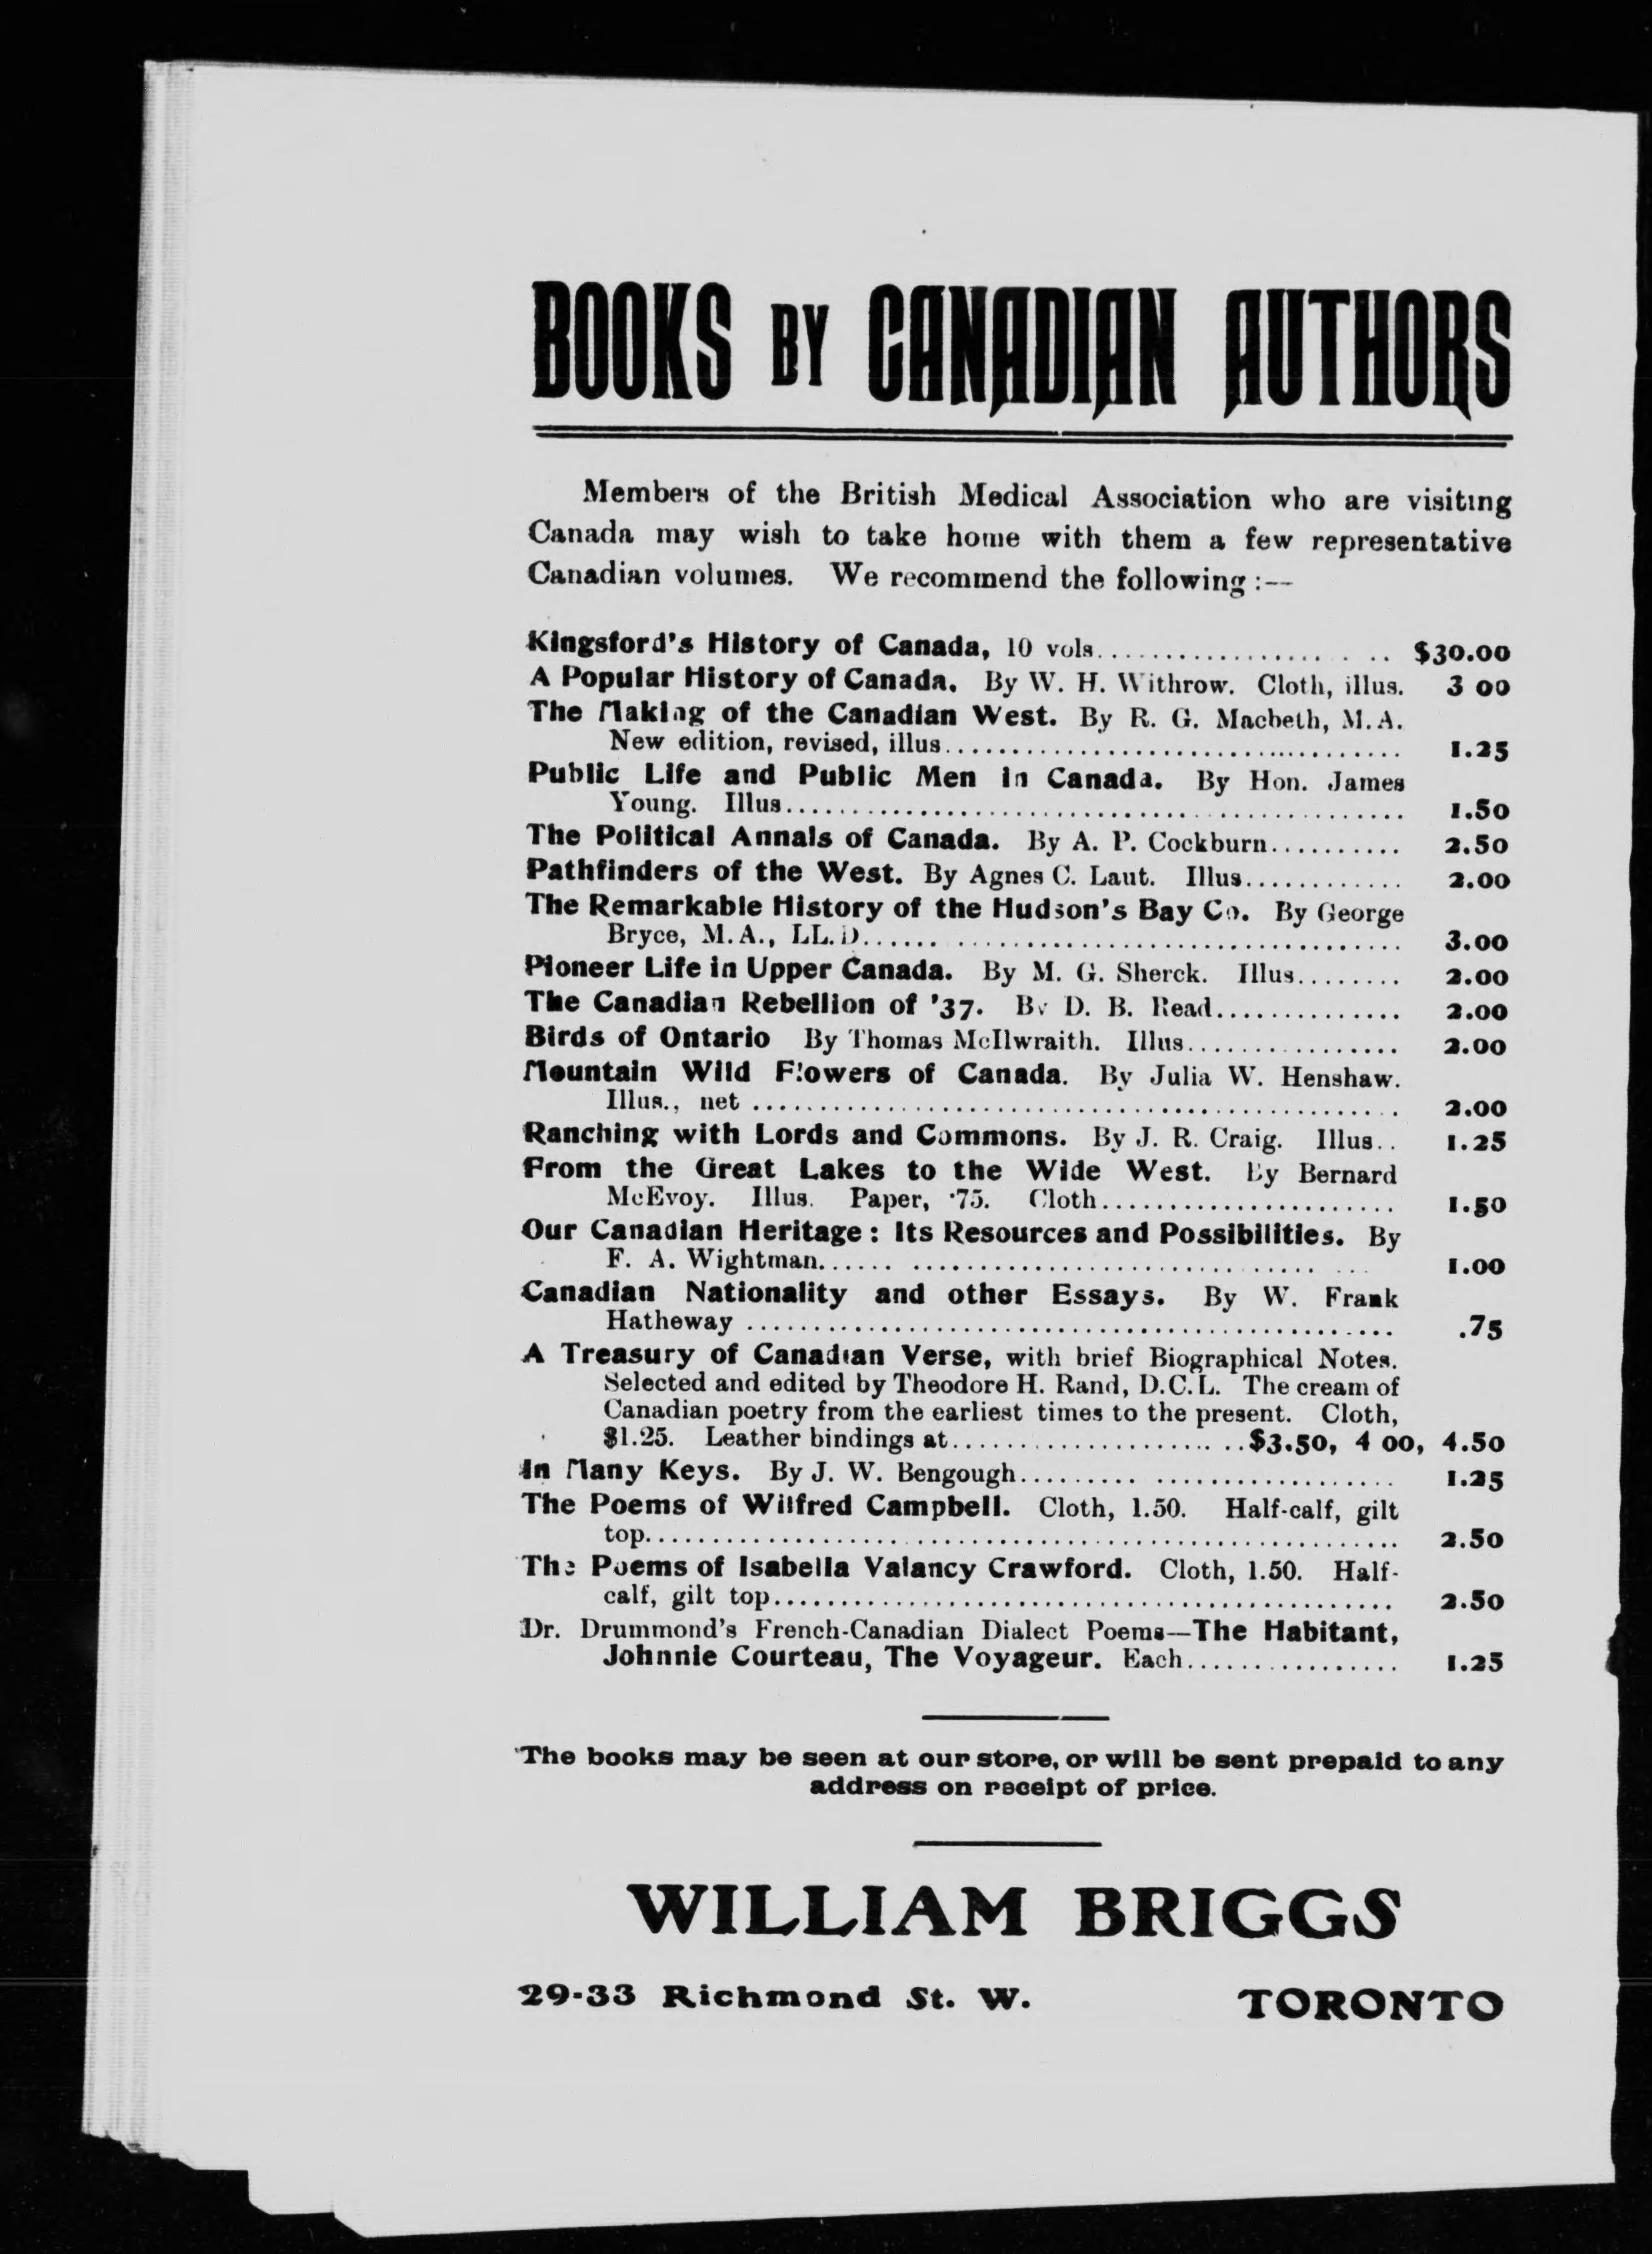 BOOKS BY CANADIAN AUTHORS
Members of the British Medical Association who are visiting
Canada may wish to take home with them a few representative
Canadian volumes. We recommend the following:—
Kingsford's History of Canada, 10 vols.................... $30.00
A Popular History of Canada. By W. H. Withrow. Cloth, illus. 3 00
The Making of the Canadian West. By R. G. Macbeth, M.A.
New edition, revised, illus.................................. 1.25
Public Life and Public Men in Canada. By Hon. James
Young. Illus............................................... 1.50
The Political Annals of Canada. By A. P. Cockburn.......... 2.50
Pathfinders of the West. By Agnes C. Laut. Illus............ 2.00
The Remarkable History of the Hudson's Bay Co. By George
Bryce, M.A., LL.D........................................ 3.00
Pioneer Life in Upper Canada. By M. G. Sherck. Illus........ 2.00
The Canadian Rebellion of '37. By D. B. Read.............. 2.00
Birds of Ontario By Thomas McIlwraith. Illus................ 2.00
Mountain Wild Flowers of Canada. By Julia W. Henshaw.
Illus., net ................................................ 2.00
Ranching with Lords and Commons. By J. R. Craig. Illus.. 1.25
From the Great Lakes to the Wide West. By Bernard
McEvoy. Illus. Paper, .75. Cloth...................... 1.50
Our Canadian Heritage: Its Resources and Possibilities. By
F. A. Wightman........................................ 1.00
Canadian Nationality and other Essays. By W. Frank
Hatheway ................................................ .75
A Treasury of Canadian Verse, with brief Biographical Notes.
Selected and edited by Theodore H. Rand, D.C.L. The cream of
Canadian poetry from the earliest times to the present. Cloth,
$1.25. Leather bindings at......................$3.50, 4 00, 4.50
In Many Keys. By J. W. Bengough........................... 1.25
The Poems of Wilfred Campbell. Cloth, 1.50. Half-calf, gilt
top........................................................ 2.50
The Poems of Isabella Valancy Crawford. Cloth, 1.50. Half-
calf, gilt top.............................................. 2.50
Dr. Drummond's French-Canadian Dialect Poems—The Habitant,
Johnnie Courteau, The Voyageur. Each................ 1.25
The books may be seen at our store, or will be sent prepaid to any
address on receipt of price.
WILLIAM BRIGGS
29-33 Richmond St. W. TORONTO